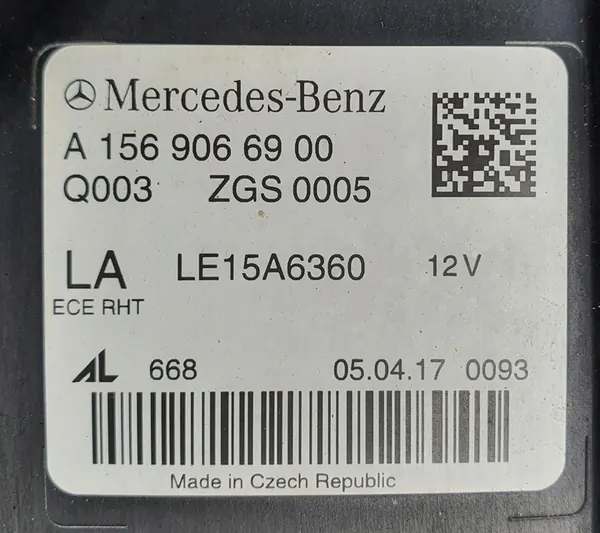 Mercedes-Benz
A 156 906 69 00
Q003 ZGS 0005
LA LE15A6360 12V
ECE RHT
AL 668 05.04.17 0093
Made in Czech Republic